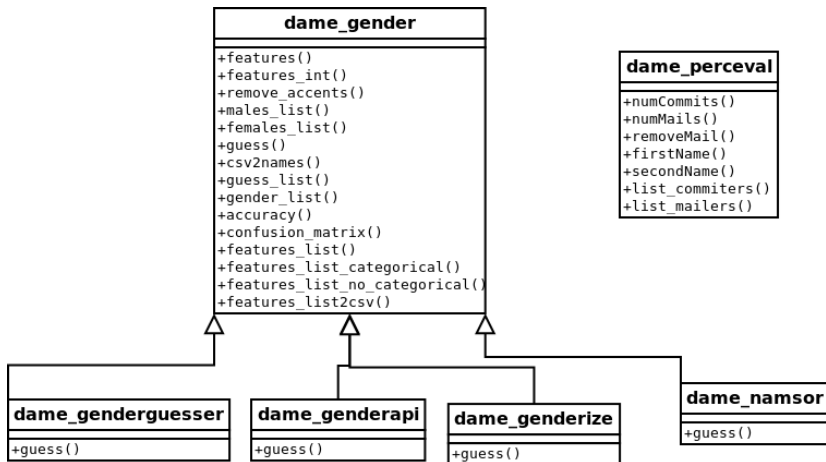 dame_gender
+features()
+features_int()
+remove_accents()
+males_list()
+females_list()
+guess()
+csv2names()
+guess_list()
+gender_list()
+accuracy()
+confusion_matrix()
+features_list()
+features_list_categorical()
+features_list_no_categorical()
+features_list2csv()
dame_perceval
+numCommits()
+numMails()
+removeMail()
+firstName()
+secondName()
+list_commiters()
+list_mailers()
dame_genderguesser
+guess()
dame_genderapi
+guess()
dame_genderize
+guess()
dame_namsor
+guess()